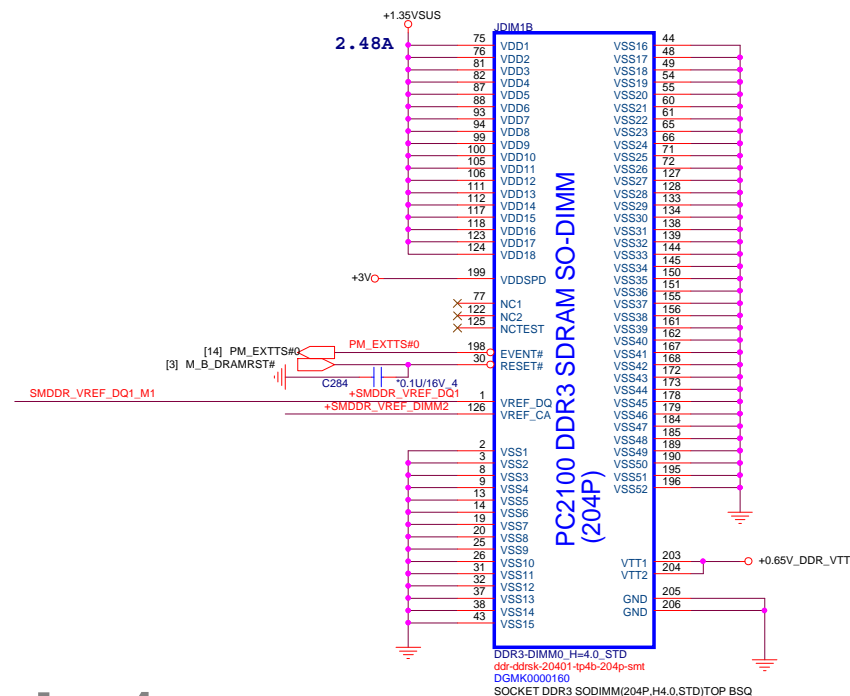 +1.35VSUS
2.48A
JDIM1B
75 VDD1 VSS16 44
76 VDD2 VSS17 48
81 VDD3 VSS18 49
82 VDD4 VSS19 54
87 VDD5 VSS20 55
88 VDD6 VSS21 60
93 VDD7 VSS22 61
94 VDD8 VSS23 65
99 VDD9 VSS24 66
100 VDD10 VSS25 71
105 VDD11 VSS26 72
106 VDD12 VSS27 127
111 VDD13 VSS28 128
112 VDD14 VSS29 133
117 VDD15 VSS30 134
118 VDD16 VSS31 138
123 VDD17 VSS32 139
124 VDD18 VSS33 144
VSS34 145
+3V 199 VDDSPD VSS35 150
VSS36 151
77 NC1 VSS37 155
122 NC2 VSS38 156
125 NCTEST VSS39 161
VSS40 162
[14] PM_EXTTS#0 PM_EXTTS#0 198 EVENT# VSS41 167
[3] M_B_DRAMRST# 30 RESET# VSS42 168
VSS43 172
C284 *0.1U/16V_4 VSS44 173
SMDDR_VREF_DQ1_M1 +SMDDR_VREF_DQ1 1 VREF_DQ VSS45 178
+SMDDR_VREF_DIMM2 126 VREF_CA VSS46 179
VSS47 184
VSS48 185
2 VSS1 VSS49 189
3 VSS2 VSS50 190
8 VSS3 VSS51 195
9 VSS4 VSS52 196
13 VSS5
14 VSS6
19 VSS7
20 VSS8
25 VSS9
26 VSS10 VTT1 203 +0.65V_DDR_VTT
31 VSS11 VTT2 204
32 VSS12
37 VSS13 GND 205
38 VSS14 GND 206
43 VSS15
PC2100 DDR3 SDRAM SO-DIMM
(204P)
DDR3-DIMM0_H=4.0_STD
ddr-ddrsk-20401-tp4b-204p-smt
DGMK0000160
SOCKET DDR3 SODIMM(204P,H4.0,STD)TOP BSQ